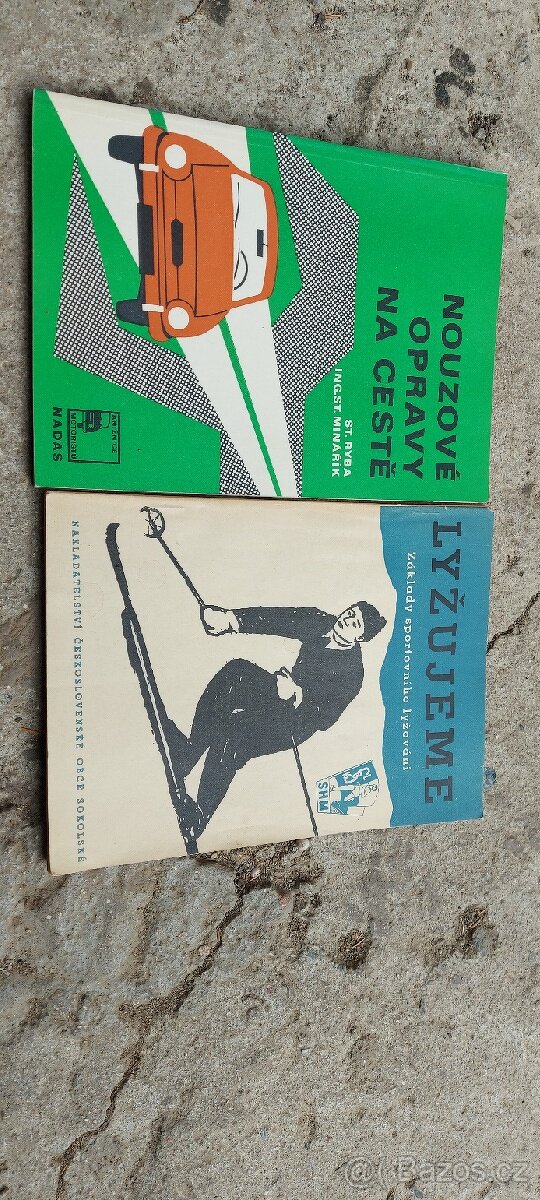 NOUZOVÉ
OPRAVY
NA CESTĚ
ST. RYBA
ING. ST. MINAŘÍK
NADAS
LYŽUJEME
Základy sportovního lyžování
SHM
NAKLADATELSTVÍ ČESKOSLOVENSKÉ OBCE SOKOLSKÉ
Bazos.cz